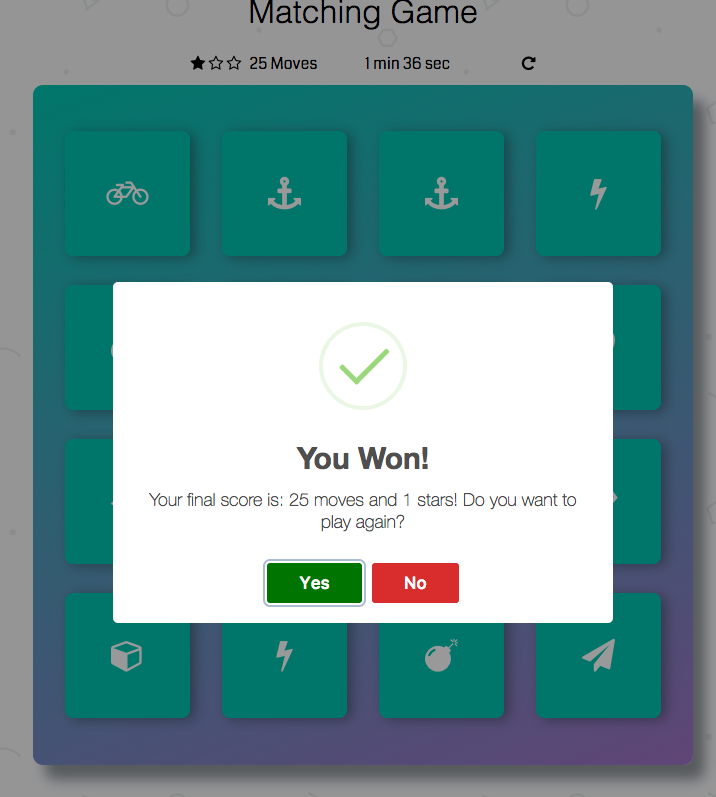 Matching Game
25 Moves 1 min 36 sec
You Won!
Your final score is: 25 moves and 1 stars! Do you want to
play again?
Yes No